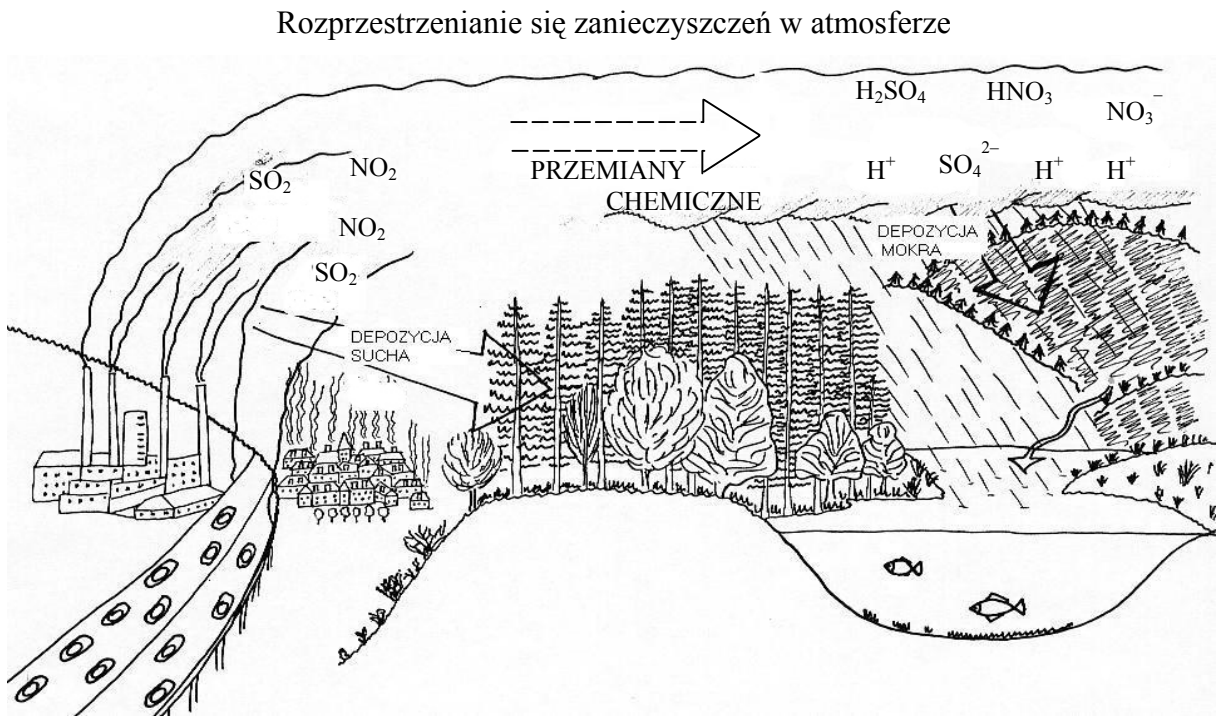 Rozprzestrzenianie się zanieczyszczeń w atmosferze
H₂SO₄ HNO₃ NO₃⁻
H⁺ SO₄²⁻ H⁺ H⁺
SO₂ NO₂
NO₂
SO₂
PRZEMIANY
CHEMICZNE
DEPOZYCJA
MOKRA
DEPOZYCJA
SUCHA